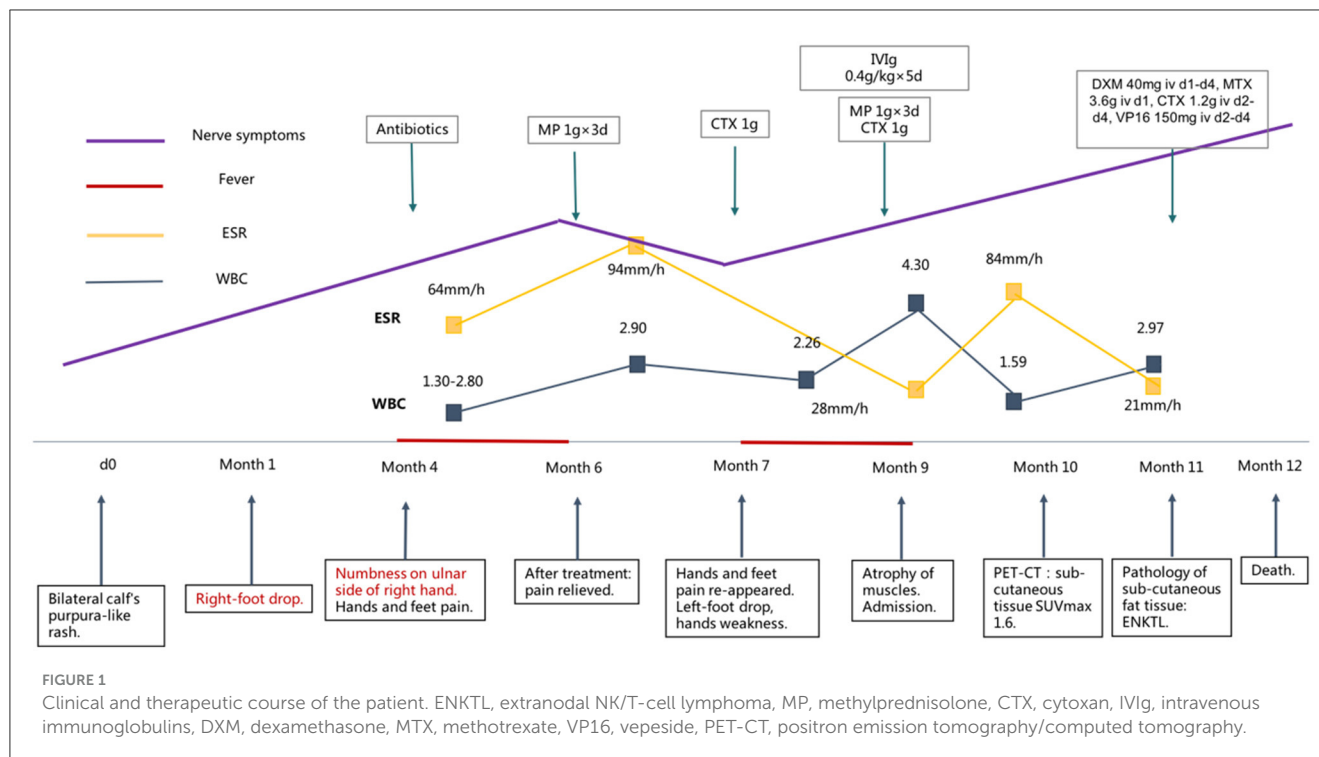 IVIg
0.4g/kg×5d
DXM 40mg iv d1-d4, MTX
3.6g iv d1, CTX 1.2g iv d2-
d4, VP16 150mg iv d2-d4
Antibiotics
MP 1g×3d
CTX 1g
MP 1g×3d
CTX 1g
Nerve symptoms
Fever
ESR
WBC
64mm/h
94mm/h
4.30
84mm/h
ESR
2.90
2.26
1.59
2.97
1.30-2.80
WBC
28mm/h
21mm/h
d0
Month 1
Month 4
Month 6
Month 7
Month 9
Month 10
Month 11
Month 12
Bilateral calf's
purpura-like
rash.
Right-foot drop.
Numbness on ulnar
side of right hand.
Hands and feet pain.
After treatment:
pain relieved.
Hands and feet
pain re-appeared.
Left-foot drop,
hands weakness.
Atrophy of
muscles.
Admission.
PET-CT : sub-
cutaneous
tissue SUVmax
1.6.
Pathology of
sub-cutaneous
fat tissue:
ENKTL.
Death.
FIGURE 1
Clinical and therapeutic course of the patient. ENKTL, extranodal NK/T-cell lymphoma, MP, methylprednisolone, CTX, cytoxan, IVIg, intravenous
immunoglobulins, DXM, dexamethasone, MTX, methotrexate, VP16, vepeside, PET-CT, positron emission tomography/computed tomography.